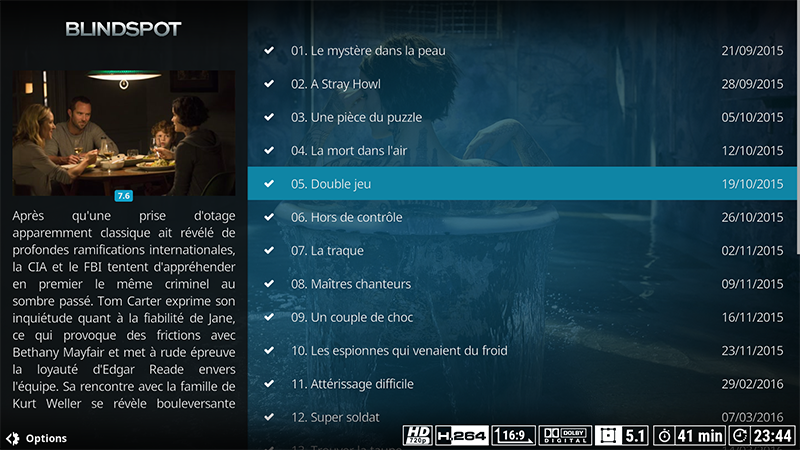 BLINDSPOT
7.6
Après qu'une prise d'otage
apparemment classique ait révélé de
profondes ramifications internationales,
la CIA et le FBI tentent d'appréhender
en premier le même criminel au
sombre passé. Tom Carter exprime son
inquiétude quant à la fiabilité de Jane,
ce qui provoque des frictions avec
Bethany Mayfair et met à rude épreuve
la loyauté d'Edgar Reade envers
l'équipe. Sa rencontre avec la famille de
Kurt Weller se révèle bouleversante
Options
01. Le mystère dans la peau 21/09/2015
02. A Stray Howl 28/09/2015
03. Une pièce du puzzle 05/10/2015
04. La mort dans l'air 12/10/2015
05. Double jeu 19/10/2015
06. Hors de contrôle 26/10/2015
07. La traque 02/11/2015
08. Maîtres chanteurs 09/11/2015
09. Un couple de choc 16/11/2015
10. Les espionnes qui venaient du froid 23/11/2015
11. Attérissage difficile 29/02/2016
12. Super soldat 07/03/2016
13. Trouver le
HD 720p H.264 16:9 DOLBY DIGITAL 5.1 41 min 23:44